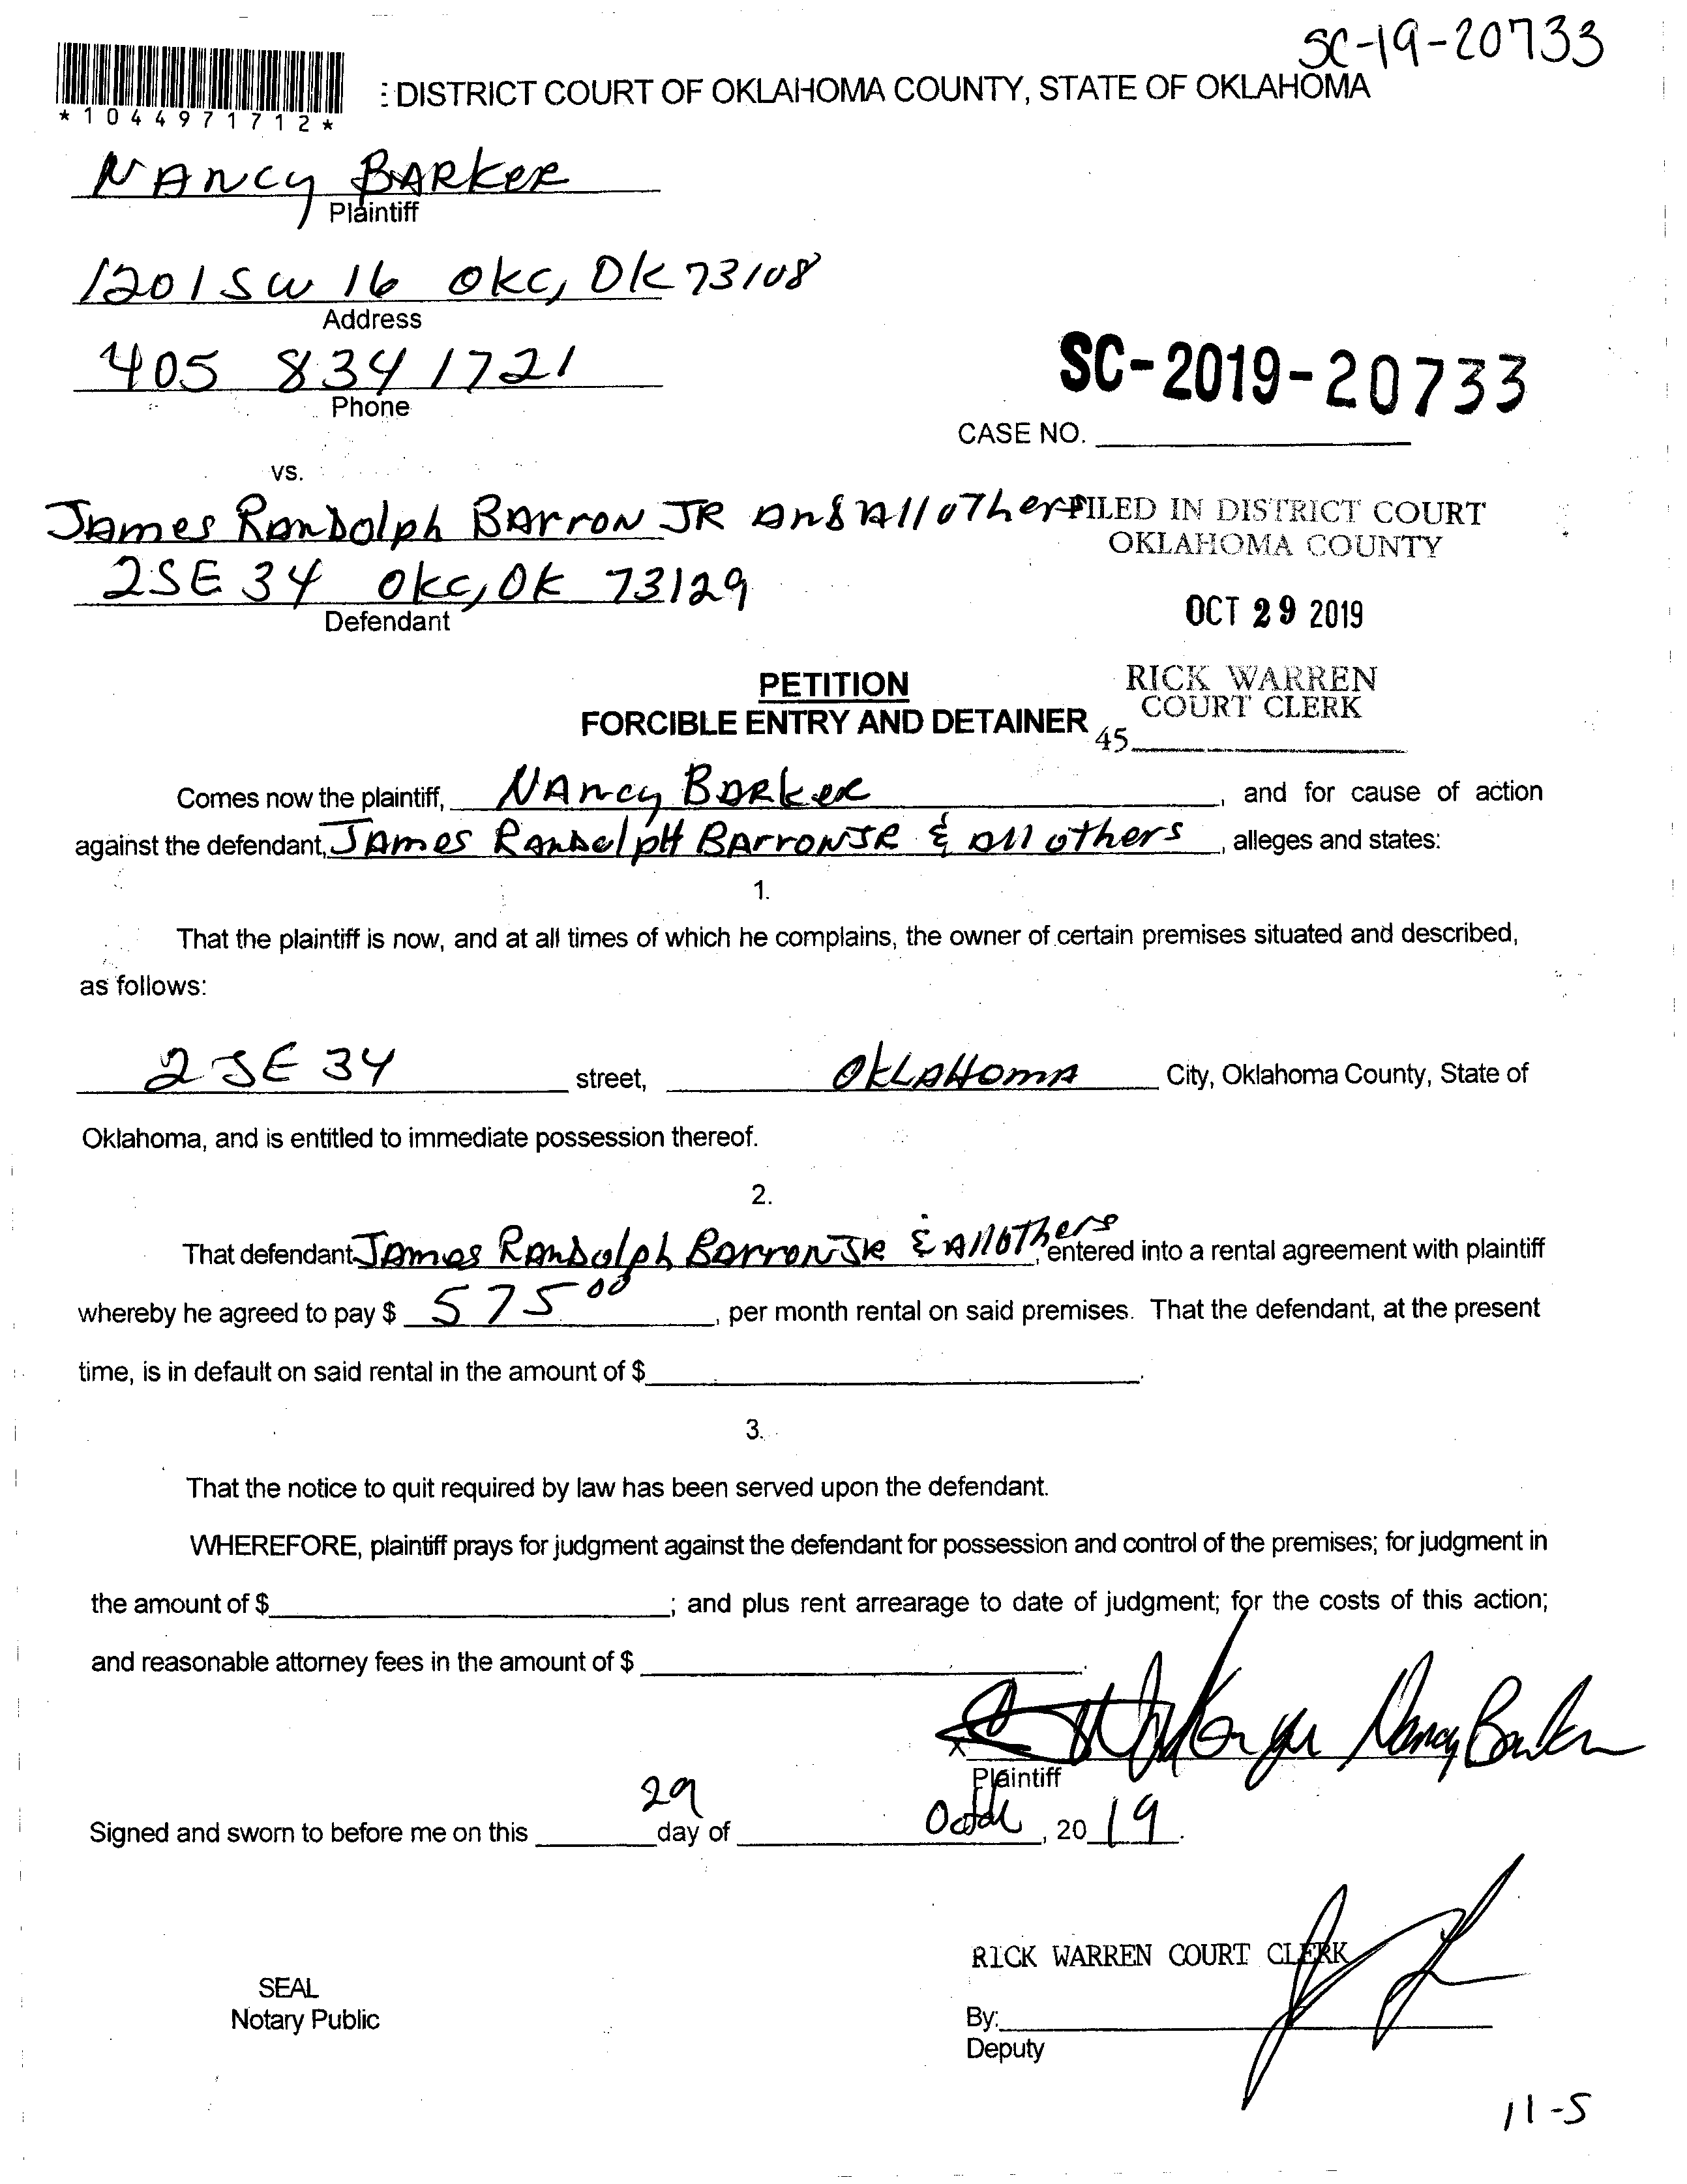 SC-19-20733
: DISTRICT COURT OF OKLAHOMA COUNTY, STATE OF OKLAHOMA
*1044971712*
NANCY BARKER
Plaintiff
1201 SW 16 OKC, OK 73108
Address
405 834 1721
Phone
SC-2019-20733
CASE NO.
vs.
James Randolph Barron JR And All other
FILED IN DISTRICT COURT
OKLAHOMA COUNTY
2 SE 34 OKC, OK 73129
Defendant
OCT 29 2019
PETITION
RICK WARREN
COURT CLERK
FORCIBLE ENTRY AND DETAINER
45
Comes now the plaintiff, NANcy BARKER, and for cause of action
against the defendant, JAmes Randolph BArron JR & All others, alleges and states:
1.
That the plaintiff is now, and at all times of which he complains, the owner of certain premises situated and described,
as follows:
2 SE 34 street, OKLAHOMA City, Oklahoma County, State of
Oklahoma, and is entitled to immediate possession thereof.
2.
That defendant James Randolph Barron JR & All Others, entered into a rental agreement with plaintiff
whereby he agreed to pay $ 575 00, per month rental on said premises. That the defendant, at the present
time, is in default on said rental in the amount of $.
3.
That the notice to quit required by law has been served upon the defendant.
WHEREFORE, plaintiff prays for judgment against the defendant for possession and control of the premises; for judgment in
the amount of $; and plus rent arrearage to date of judgment; for the costs of this action;
and reasonable attorney fees in the amount of $.
x Nancy Barker
Plaintiff
Signed and sworn to before me on this 29 day of Octob, 20 19.
RICK WARREN COURT CLERK
SEAL
Notary Public
By:
Deputy
11-5